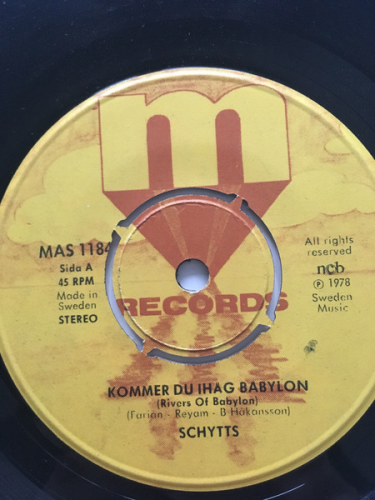 m
RECORDS
MAS 1184
Sida A
45 RPM
Made in
Sweden
STEREO
All rights
reserved
ncb
Ⓟ 1978
Sweden
Music
KOMMER DU IHAG BABYLON
(Rivers Of Babylon)
(Farian - Reyam - B Håkansson)
SCHYTTS